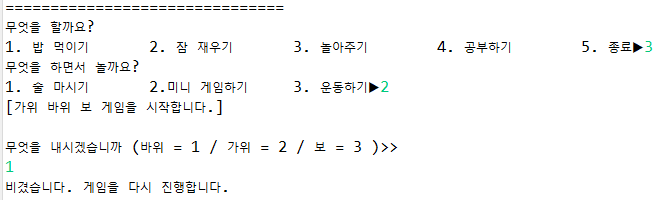 ===============================
무엇을 할까요?
1. 밥 먹이기 2. 잠 재우기 3. 놀아주기 4. 공부하기 5. 종료▶3
무엇을 하면서 놀까요?
1. 술 마시기 2.미니 게임하기 3. 운동하기▶2
[가위 바위 보 게임을 시작합니다.]
무엇을 내시겠습니까 (바위 = 1 / 가위 = 2 / 보 = 3 )>>
1
비겼습니다. 게임을 다시 진행합니다.